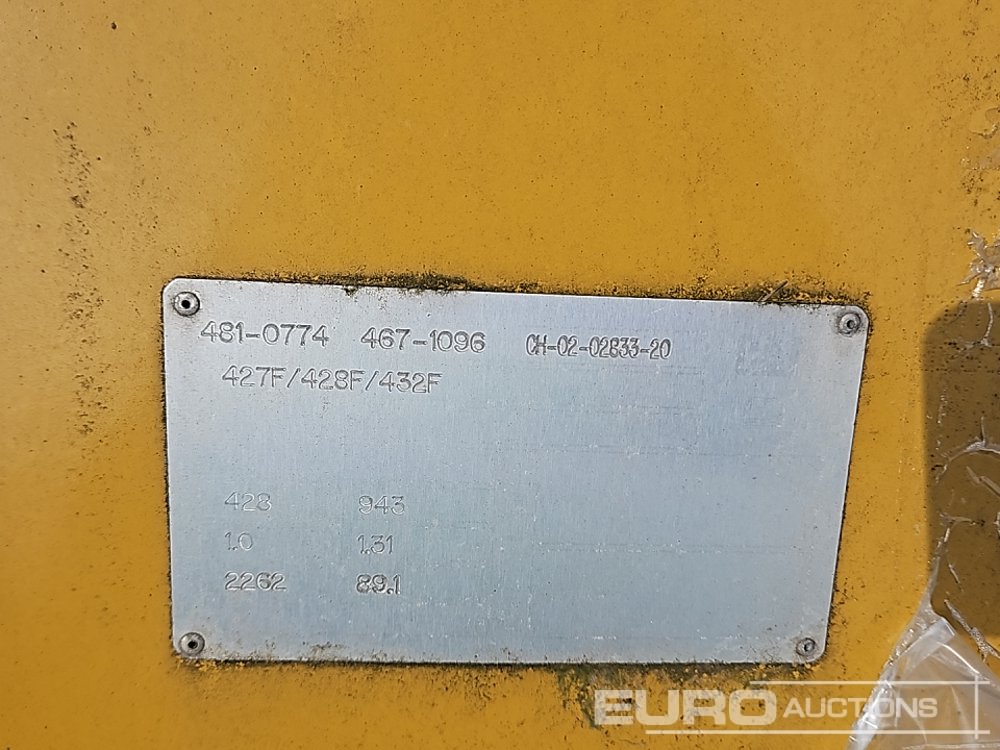 481-0774 467-1096 CH-02-02833-20
427F/428F/432F
428 943
1.0 1.31
2262 89.1
EURO AUCTIONS